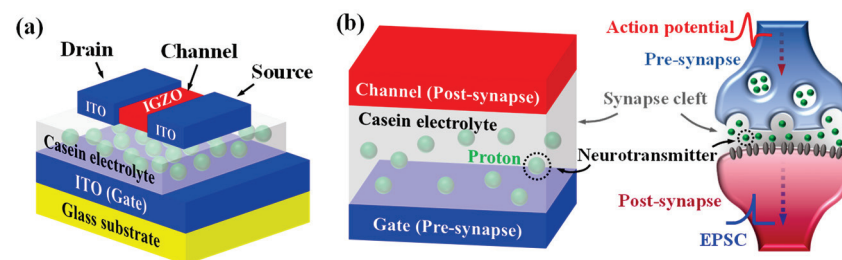 (a)
Drain
Channel
Source
ITO
IGZO
ITO
Casein electrolyte
ITO (Gate)
Glass substrate
(b)
Channel (Post-synapse)
Casein electrolyte
Proton
Gate (Pre-synapse)
Action potential
Pre-synapse
Synapse cleft
Neurotransmitter
Post-synapse
EPSC